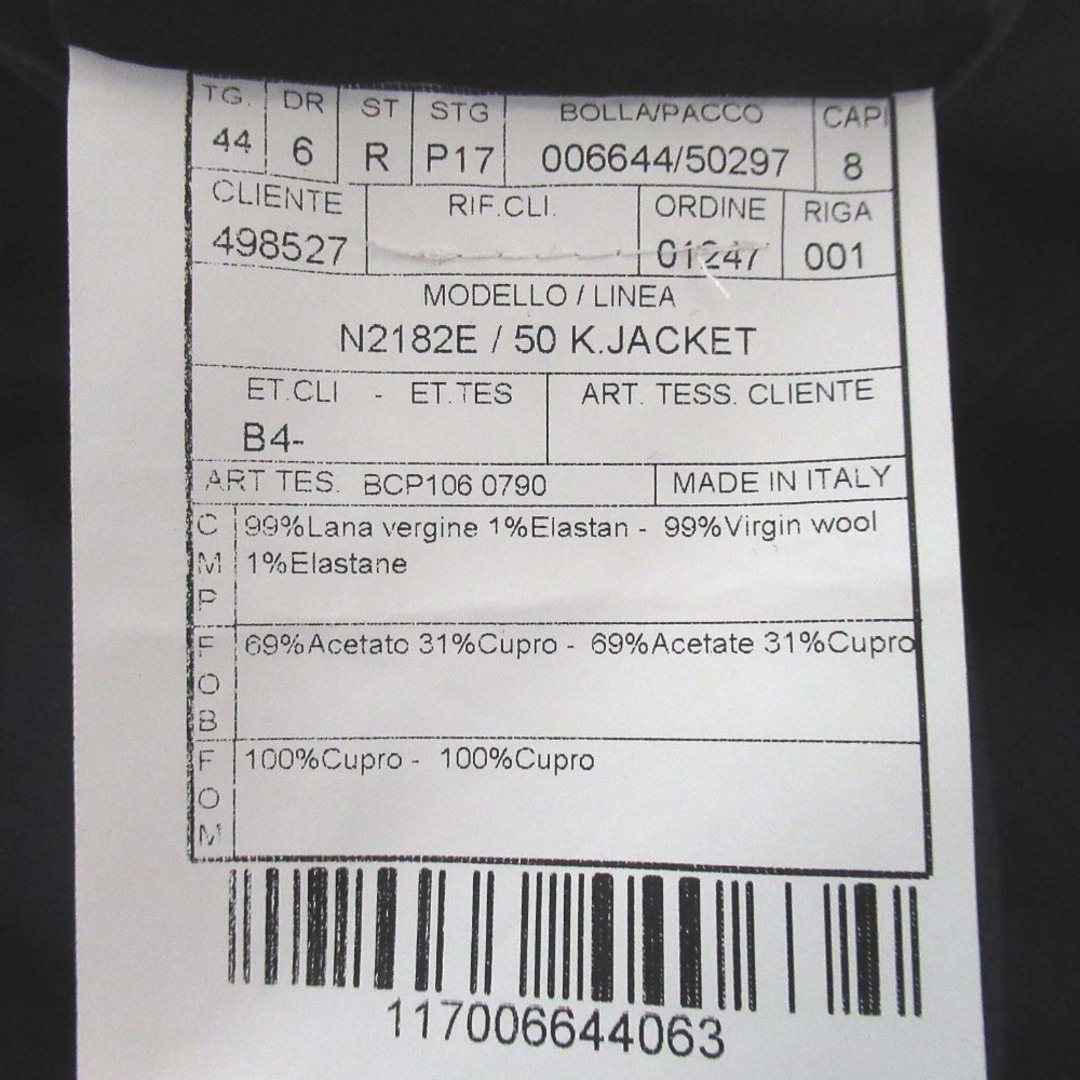 TG. DR ST STG BOLLA/PACCO CAPI
44 6 R P17 006644/50297 8
CLIENTE RIF.CLI. ORDINE RIGA
498527 01247 001
MODELLO / LINEA
N2182E / 50 K.JACKET
ET.CLI - ET.TES ART. TESS. CLIENTE
B4-
ART TES. BCP106 0790 MADE IN ITALY
CMP 99%Lana vergine 1%Elastan - 99%Virgin wool
1%Elastane
FOB 69%Acetato 31%Cupro - 69%Acetate 31%Cupro
FOM 100%Cupro - 100%Cupro
117006644063